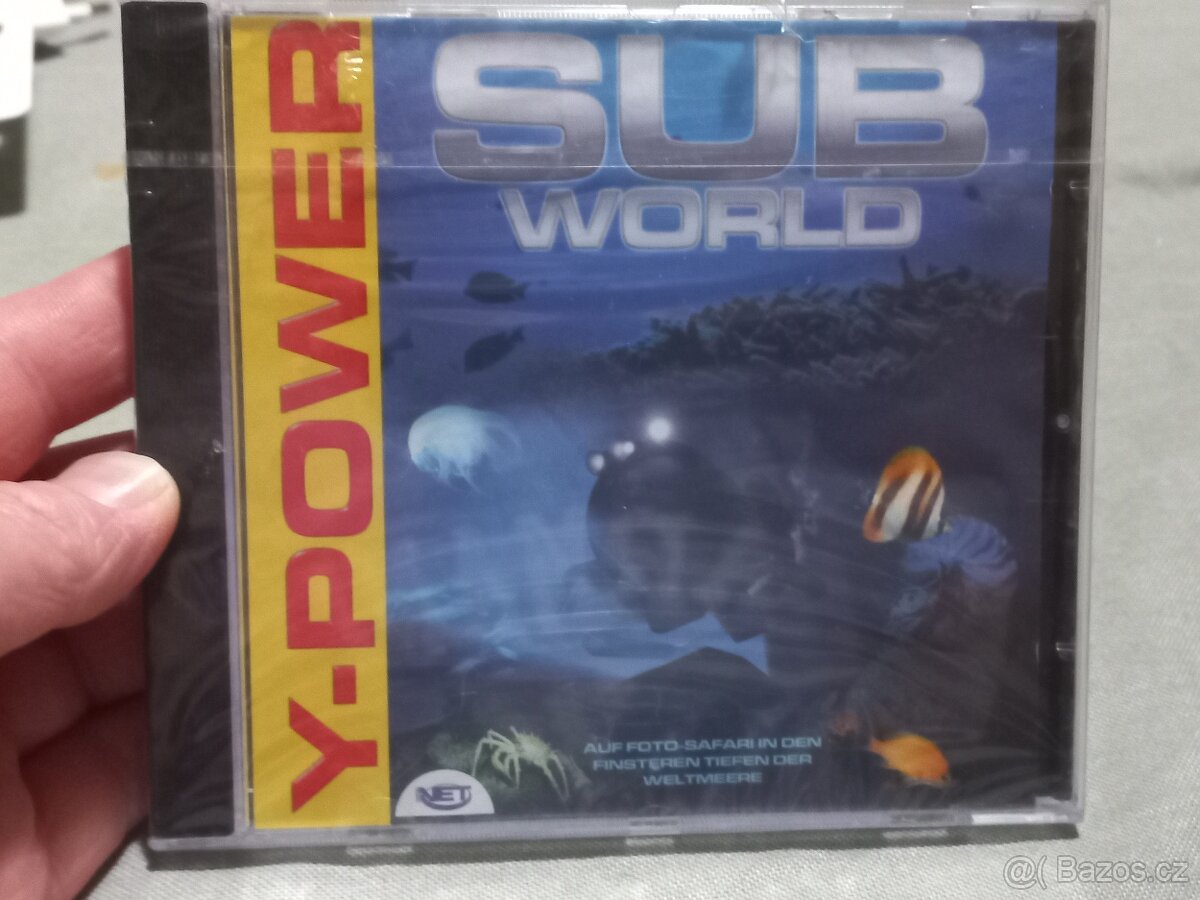 Y-POWER
SUB
WORLD
AUF FOTO-SAFARI IN DEN
FINSTEREN TIEFEN DER
WELTMEERE
NET
@( Bazos.cz